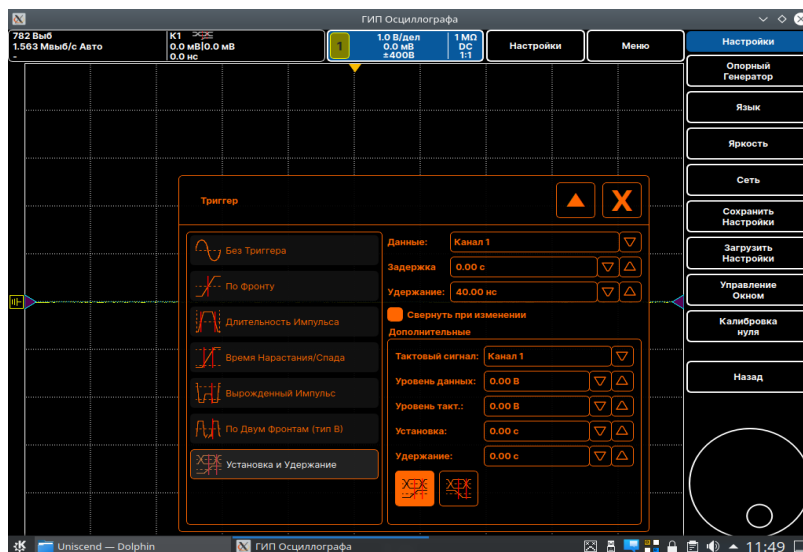 ГИП Осциллографа
782 Выб
1.563 Мвыб/с Авто
-
К1
0.0 мВ|0.0 мВ
0.0 нс
1
1.0 В/дел
0.0 мВ
±400В
1 МΩ
DC
1:1
Настройки
Меню
Настройки
Опорный
Генератор
Язык
Яркость
Сеть
Сохранить
Настройки
Загрузить
Настройки
Управление
Окном
Калибровка
нуля
Назад
Триггер
X
Без Триггера
По Фронту
Длительность Импульса
Время Нарастания/Спада
Вырожденный Импульс
По Двум Фронтам (тип B)
Установка и Удержание
Данные: Канал 1
Задержка 0.00 с
Удержание: 40.00 нс
Свернуть при изменении
Дополнительные
Тактовый сигнал: Канал 1
Уровень данных: 0.00 В
Уровень такт.: 0.00 В
Установка: 0.00 с
Удержание: 0.00 с
Uniscend — Dolphin
ГИП Осциллографа
11:49